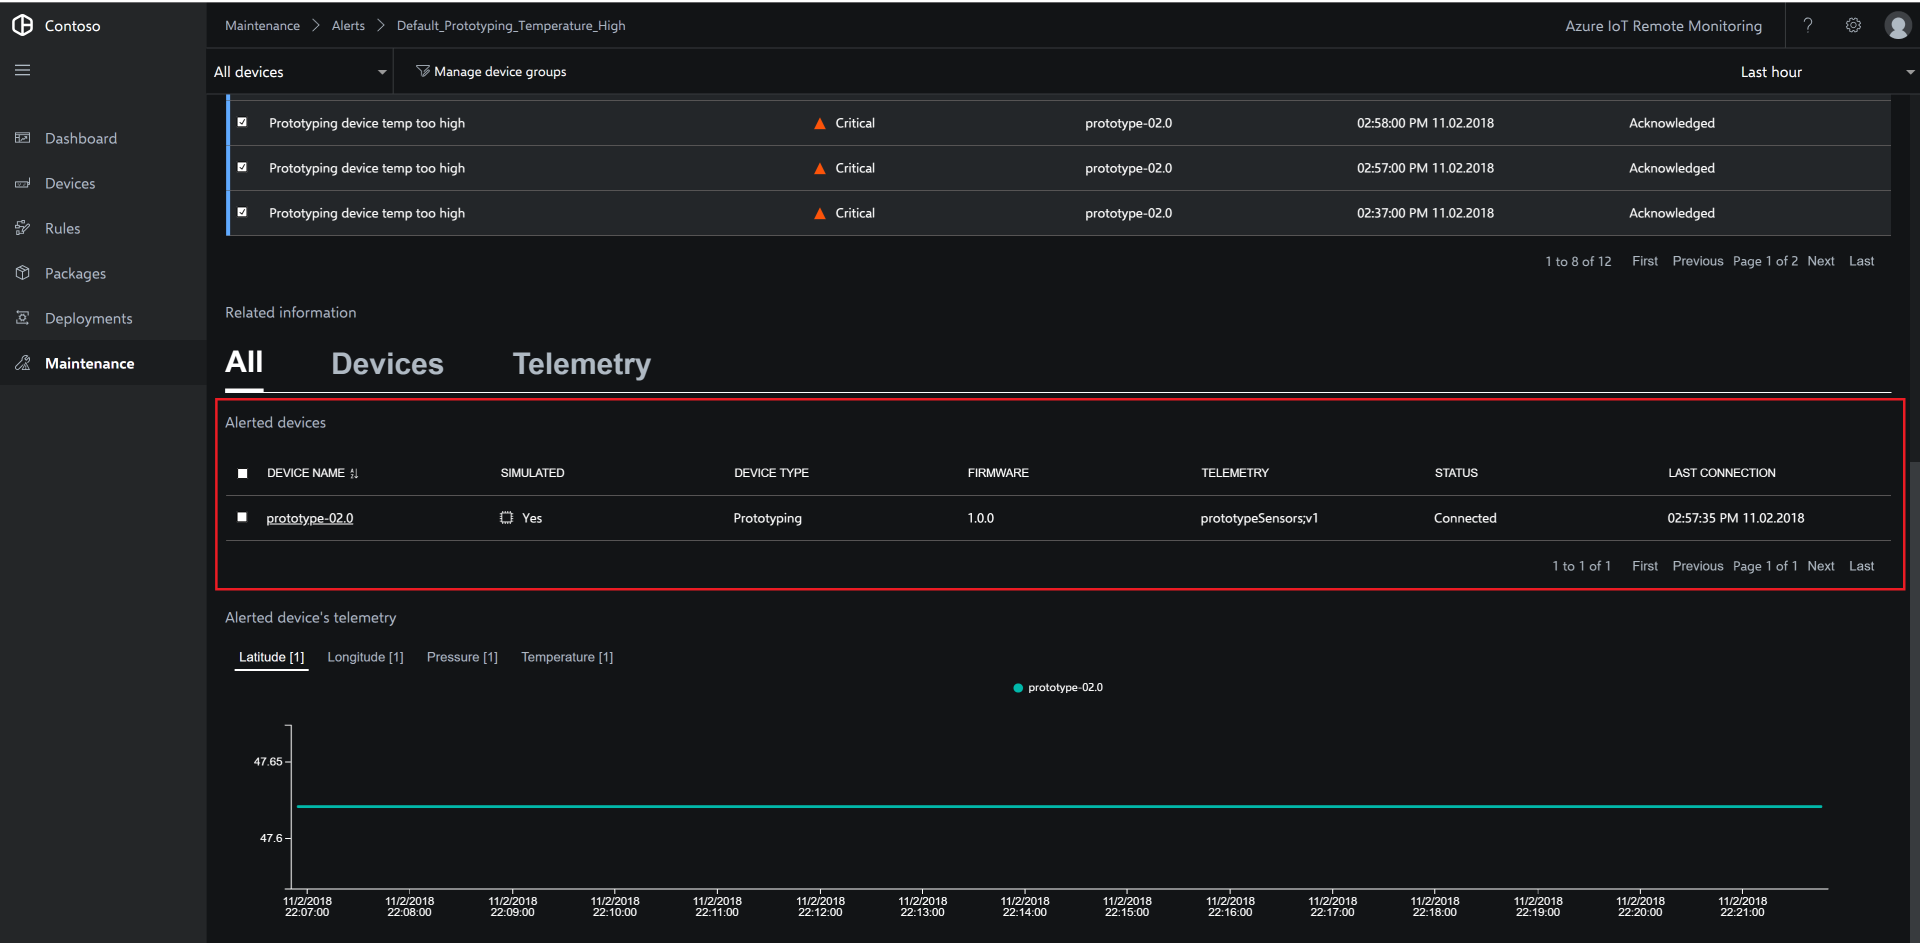 Contoso
Maintenance > Alerts > Default_Prototyping_Temperature_High
Azure IoT Remote Monitoring
?
All devices
Manage device groups
Last hour
Dashboard
Devices
Rules
Packages
Deployments
Maintenance
Prototyping device temp too high Critical prototype-02.0 02:58:00 PM 11.02.2018 Acknowledged
Prototyping device temp too high Critical prototype-02.0 02:57:00 PM 11.02.2018 Acknowledged
Prototyping device temp too high Critical prototype-02.0 02:37:00 PM 11.02.2018 Acknowledged
1 to 8 of 12 First Previous Page 1 of 2 Next Last
Related information
All Devices Telemetry
Alerted devices
DEVICE NAME SIMULATED DEVICE TYPE FIRMWARE TELEMETRY STATUS LAST CONNECTION
prototype-02.0 Yes Prototyping 1.0.0 prototypeSensors;v1 Connected 02:57:35 PM 11.02.2018
1 to 1 of 1 First Previous Page 1 of 1 Next Last
Alerted device's telemetry
Latitude [1] Longitude [1] Pressure [1] Temperature [1]
prototype-02.0
47.65
47.6
11/2/2018 11/2/2018 11/2/2018 11/2/2018 11/2/2018 11/2/2018 11/2/2018 11/2/2018 11/2/2018 11/2/2018 11/2/2018 11/2/2018 11/2/2018 11/2/2018 11/2/2018
22:07:00 22:08:00 22:09:00 22:10:00 22:11:00 22:12:00 22:13:00 22:14:00 22:15:00 22:16:00 22:17:00 22:18:00 22:19:00 22:20:00 22:21:00